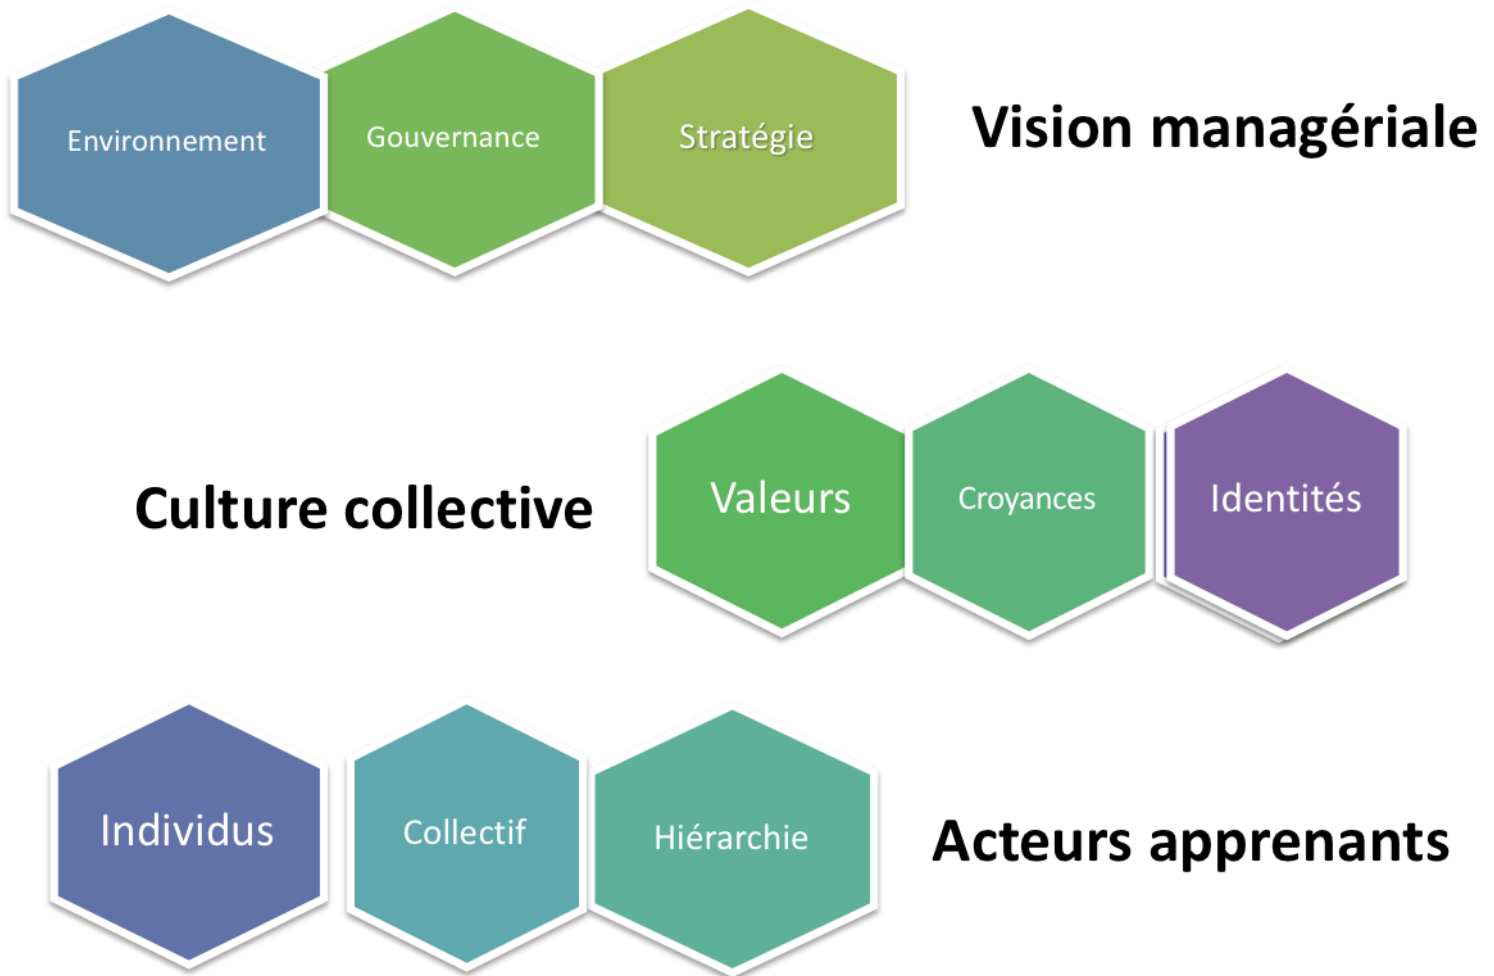 Environnement
Gouvernance
Stratégie
Vision managériale
Culture collective
Valeurs
Croyances
Identités
Individus
Collectif
Hiérarchie
Acteurs apprenants